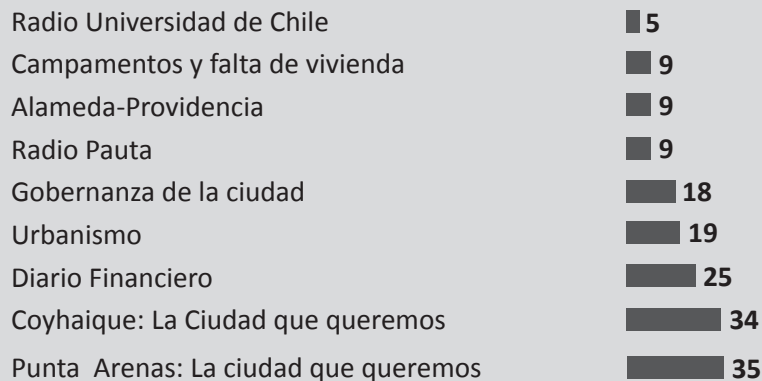 Radio Universidad de Chile 5
Campamentos y falta de vivienda 9
Alameda-Providencia 9
Radio Pauta 9
Gobernanza de la ciudad 18
Urbanismo 19
Diario Financiero 25
Coyhaique: La Ciudad que queremos 34
Punta Arenas: La ciudad que queremos 35